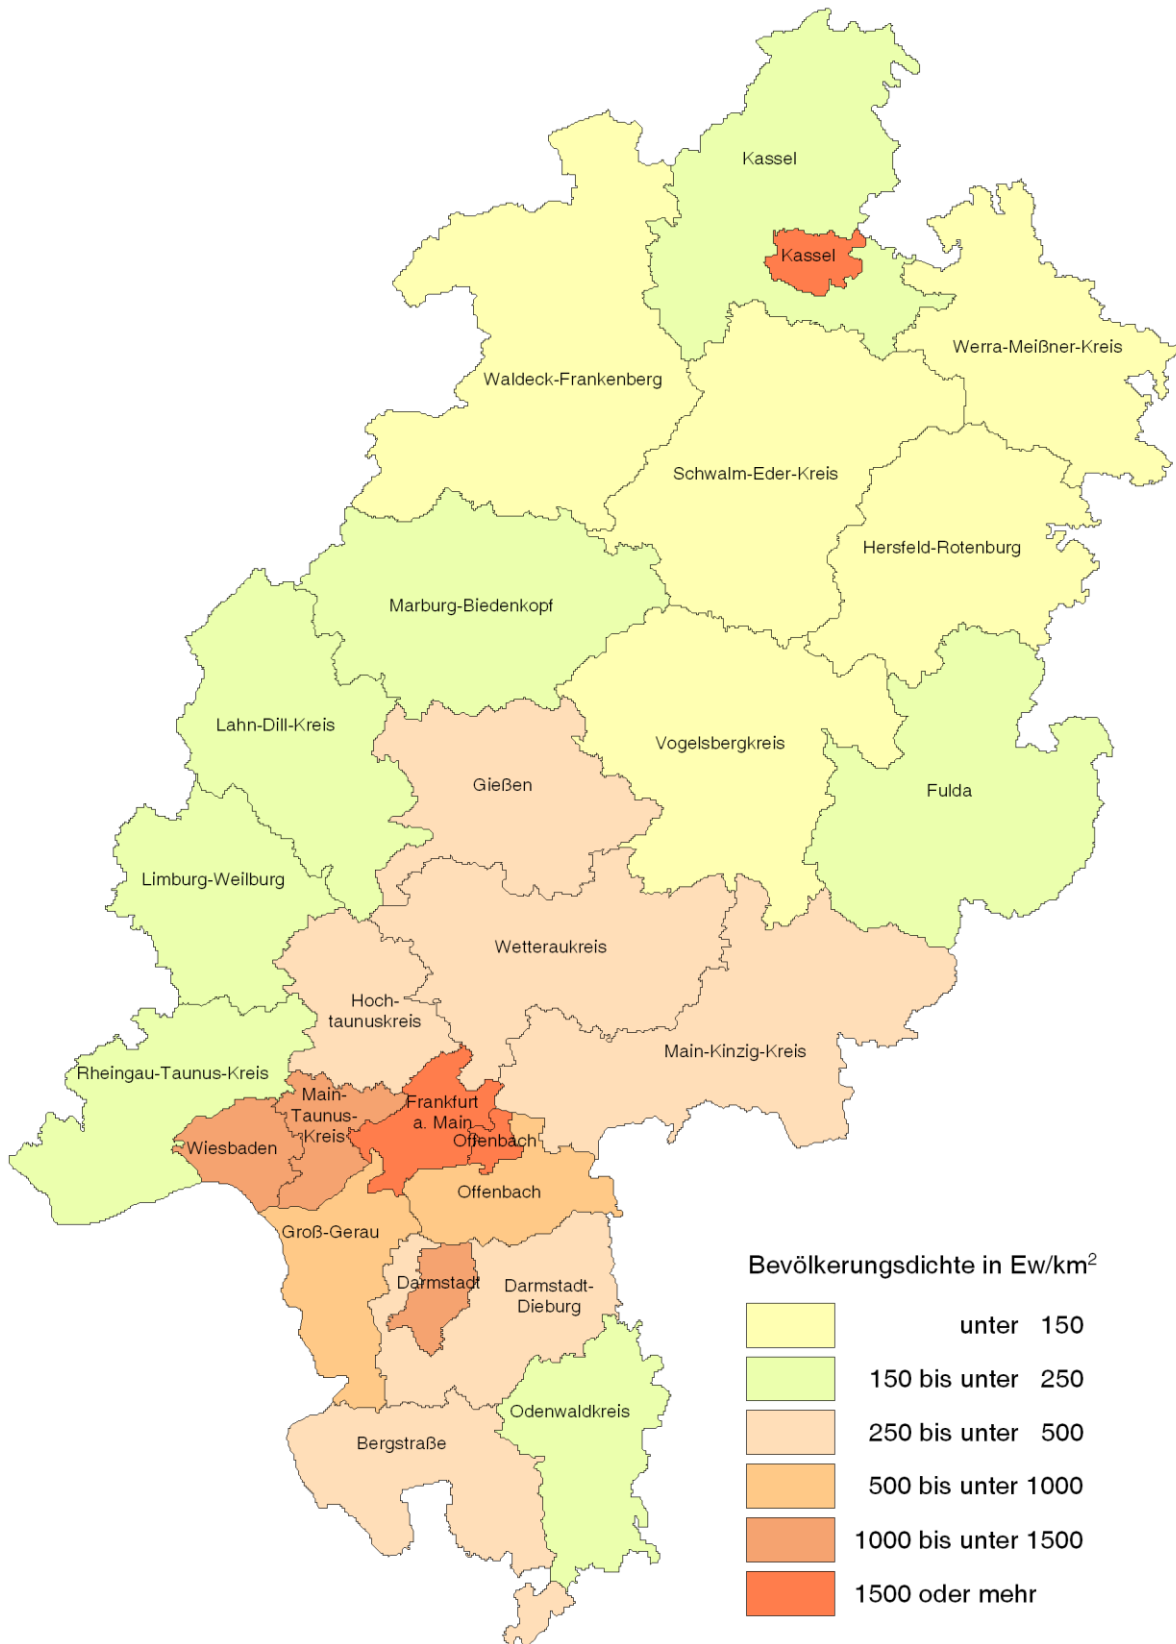 Kassel
Kassel
Werra-Meißner-Kreis
Waldeck-Frankenberg
Schwalm-Eder-Kreis
Hersfeld-Rotenburg
Marburg-Biedenkopf
Lahn-Dill-Kreis
Vogelsbergkreis
Gießen
Fulda
Limburg-Weilburg
Wetteraukreis
Hoch-
taunuskreis
Main-Kinzig-Kreis
Rheingau-Taunus-Kreis
Main-
Taunus-
Kreis
Frankfurt
a. Main
Offenbach
Wiesbaden
Offenbach
Groß-Gerau
Darmstadt
Darmstadt-
Dieburg
Odenwaldkreis
Bergstraße
Bevölkerungsdichte in Ew/km²
unter 150
150 bis unter 250
250 bis unter 500
500 bis unter 1000
1000 bis unter 1500
1500 oder mehr